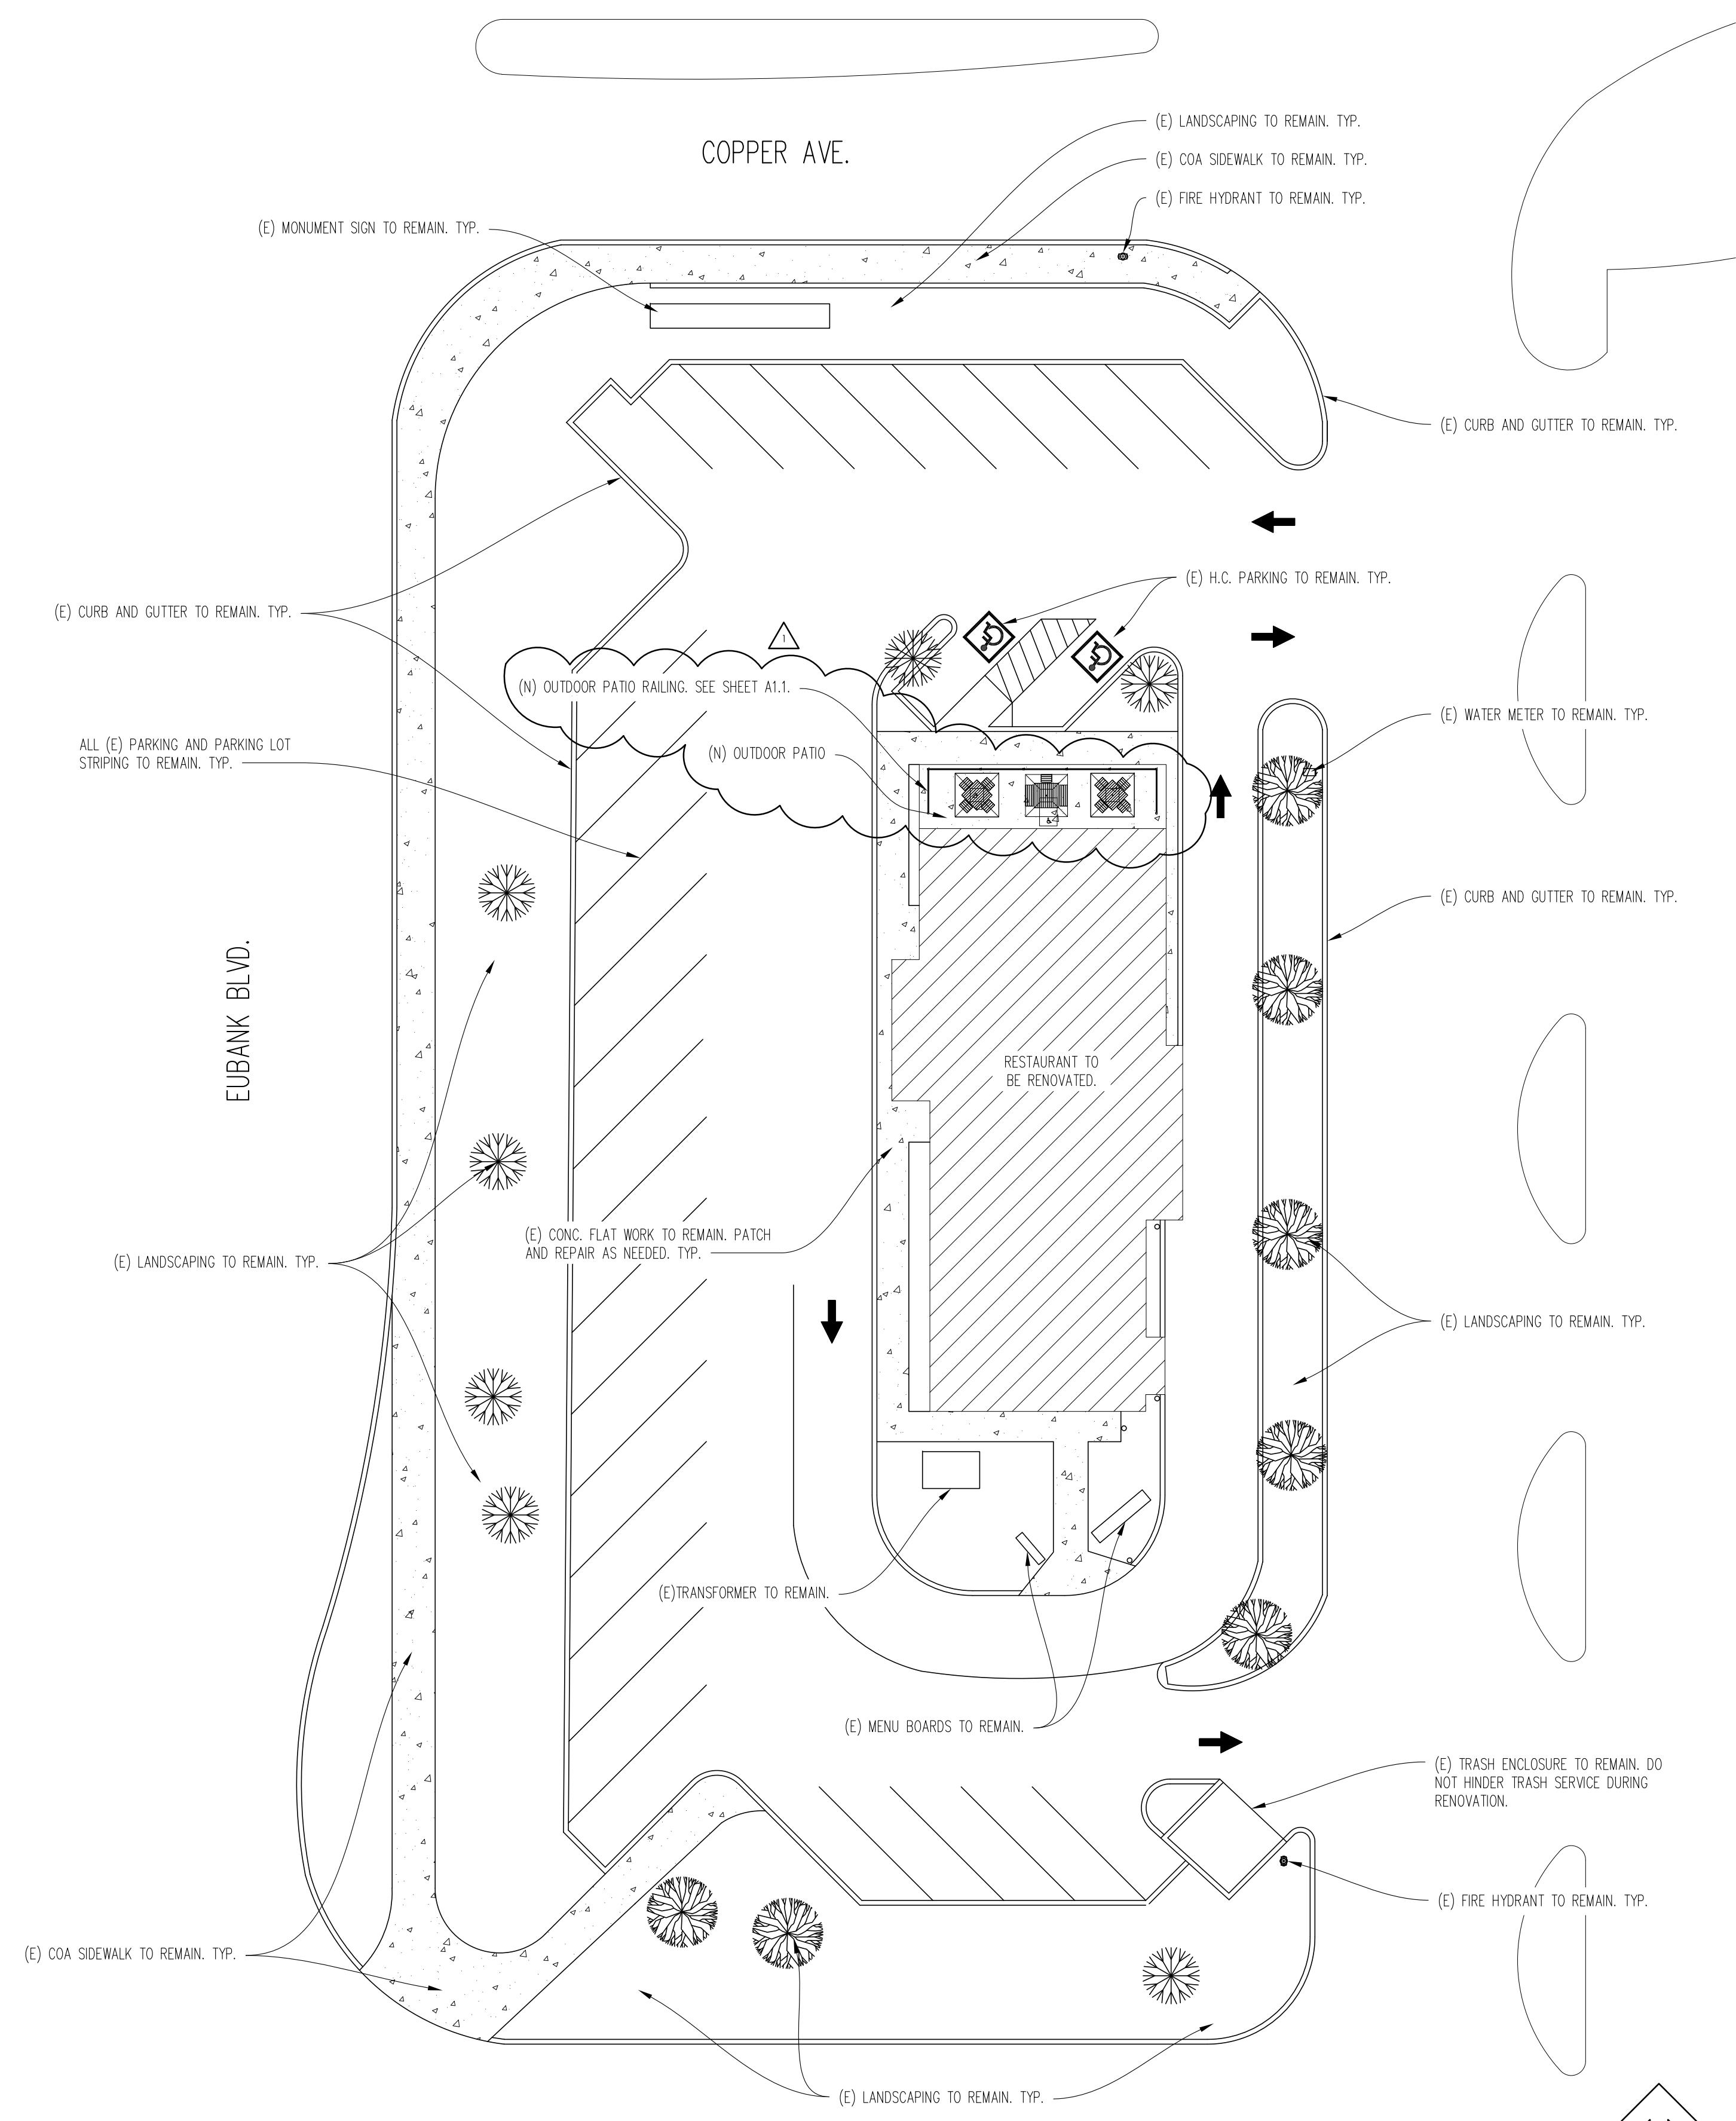 COPPER AVE.
(E) LANDSCAPING TO REMAIN. TYP.
(E) COA SIDEWALK TO REMAIN. TYP.
(E) FIRE HYDRANT TO REMAIN. TYP.
(E) MONUMENT SIGN TO REMAIN. TYP.
(E) CURB AND GUTTER TO REMAIN. TYP.
(E) H.C. PARKING TO REMAIN. TYP.
(E) CURB AND GUTTER TO REMAIN. TYP.
1
(N) OUTDOOR PATIO RAILING. SEE SHEET A1.1.
(E) WATER METER TO REMAIN. TYP.
ALL (E) PARKING AND PARKING LOT
STRIPING TO REMAIN. TYP.
(N) OUTDOOR PATIO
(E) CURB AND GUTTER TO REMAIN. TYP.
EUBANK BLVD.
RESTAURANT TO
BE RENOVATED.
(E) CONC. FLAT WORK TO REMAIN. PATCH
AND REPAIR AS NEEDED. TYP.
(E) LANDSCAPING TO REMAIN. TYP.
(E) LANDSCAPING TO REMAIN. TYP.
(E)TRANSFORMER TO REMAIN.
(E) MENU BOARDS TO REMAIN.
(E) TRASH ENCLOSURE TO REMAIN. DO
NOT HINDER TRASH SERVICE DURING
RENOVATION.
(E) FIRE HYDRANT TO REMAIN. TYP.
(E) COA SIDEWALK TO REMAIN. TYP.
(E) LANDSCAPING TO REMAIN. TYP.